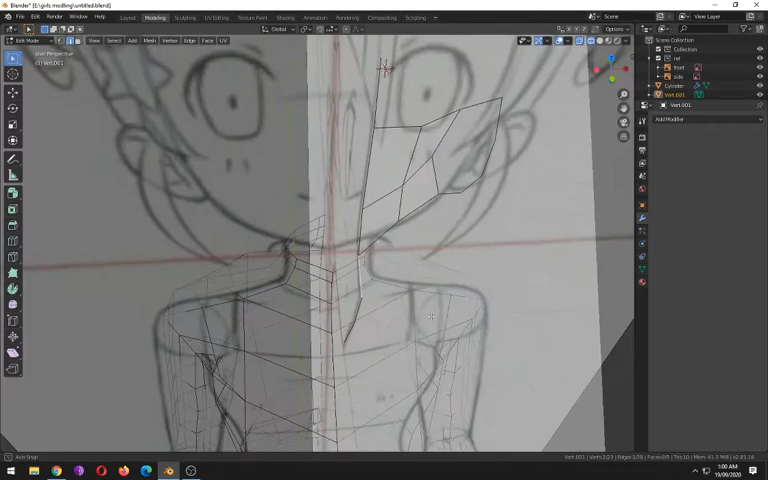 Blender* [E:\girls modling\untitled.blend]
File Edit Render Window Help Layout Modeling Sculpting UV Editing Texture Paint Shading Animation Rendering Compositing Scripting Scene View Layer
Global Options
Edit Mode View Select Add Mesh Vertex Edge Face UV
User Perspective
(0) Vert.001
Scene Collection
Collection
ref
front
side
Cylinder
Vert.001
Vert.001
Add Modifier
Axis Snap
1:00 AM
19/09/2020